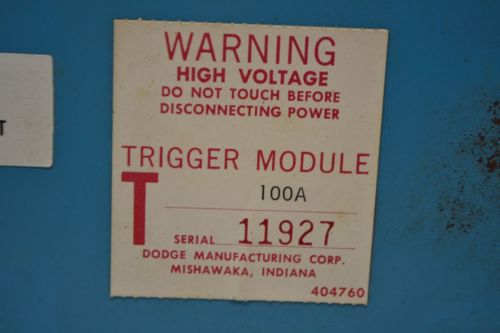 WARNING
HIGH VOLTAGE
DO NOT TOUCH BEFORE
DISCONNECTING POWER
TRIGGER MODULE
T
100A
SERIAL 11927
DODGE MANUFACTURING CORP.
MISHAWAKA, INDIANA
404760
T